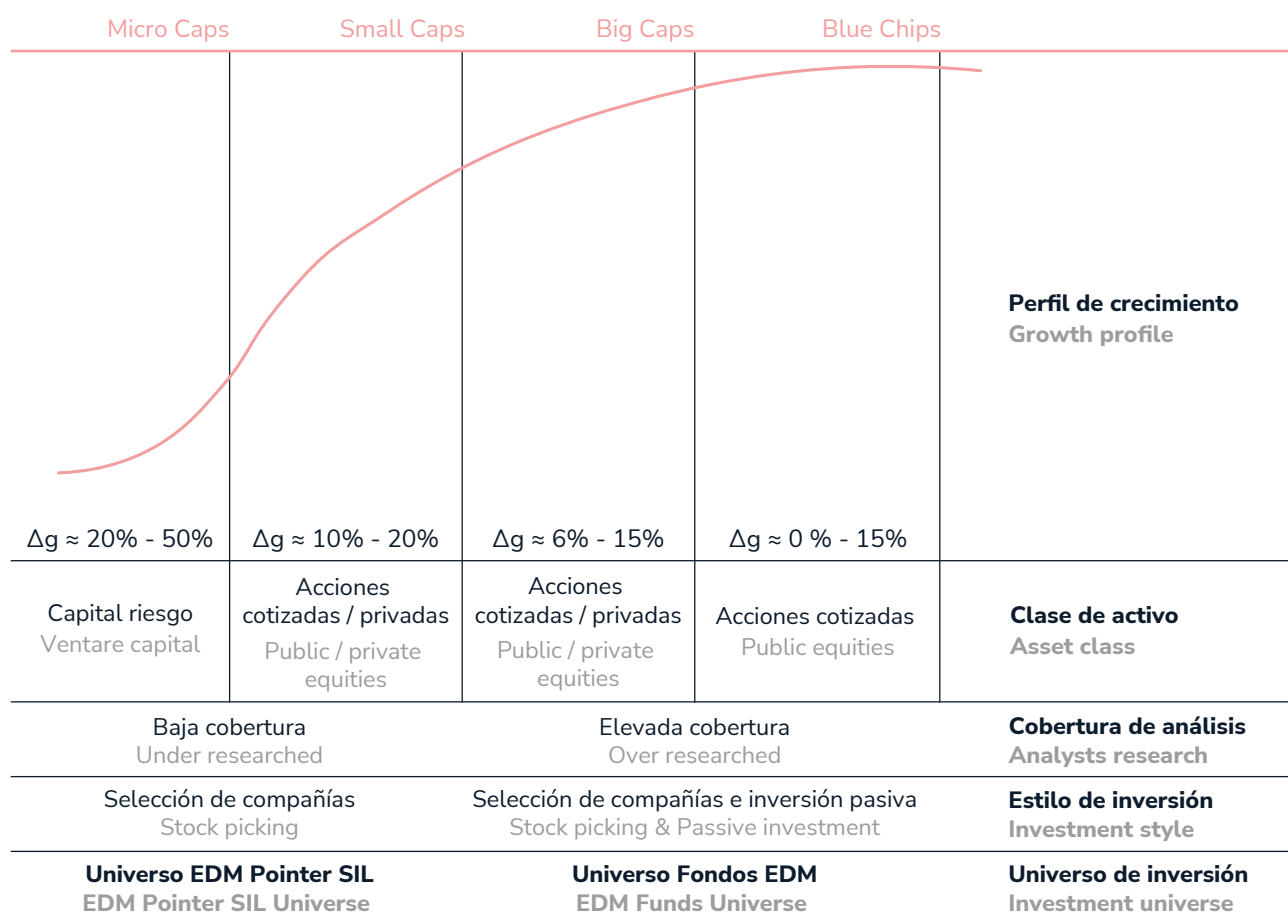 Micro Caps
Small Caps
Big Caps
Blue Chips
Perfil de crecimiento
Growth profile
Δg ≈ 20% - 50%
Δg ≈ 10% - 20%
Δg ≈ 6% - 15%
Δg ≈ 0 % - 15%
Capital riesgo
Ventare capital
Acciones
cotizadas / privadas
Public / private
equities
Acciones
cotizadas / privadas
Public / private
equities
Acciones cotizadas
Public equities
Clase de activo
Asset class
Baja cobertura
Under researched
Elevada cobertura
Over researched
Cobertura de análisis
Analysts research
Selección de compañías
Stock picking
Selección de compañías e inversión pasiva
Stock picking & Passive investment
Estilo de inversión
Investment style
Universo EDM Pointer SIL
EDM Pointer SIL Universe
Universo Fondos EDM
EDM Funds Universe
Universo de inversión
Investment universe